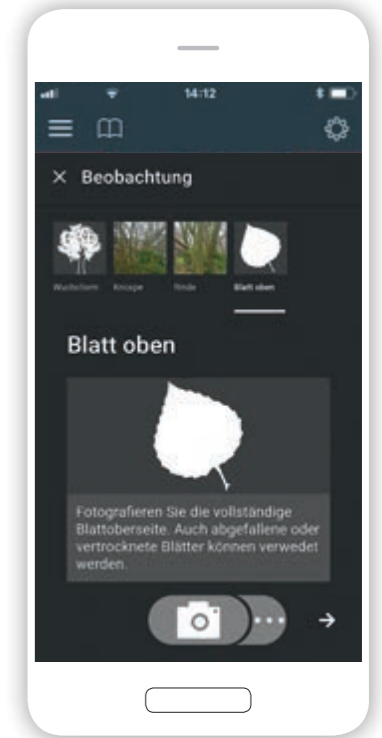 14:12
Beobachtung
Wuchsform Knospe Rinde Blatt oben
Blatt oben
Fotografieren Sie die vollständige
Blattoberseite. Auch abgefallene oder
vertrocknete Blätter können verwedet
werden.